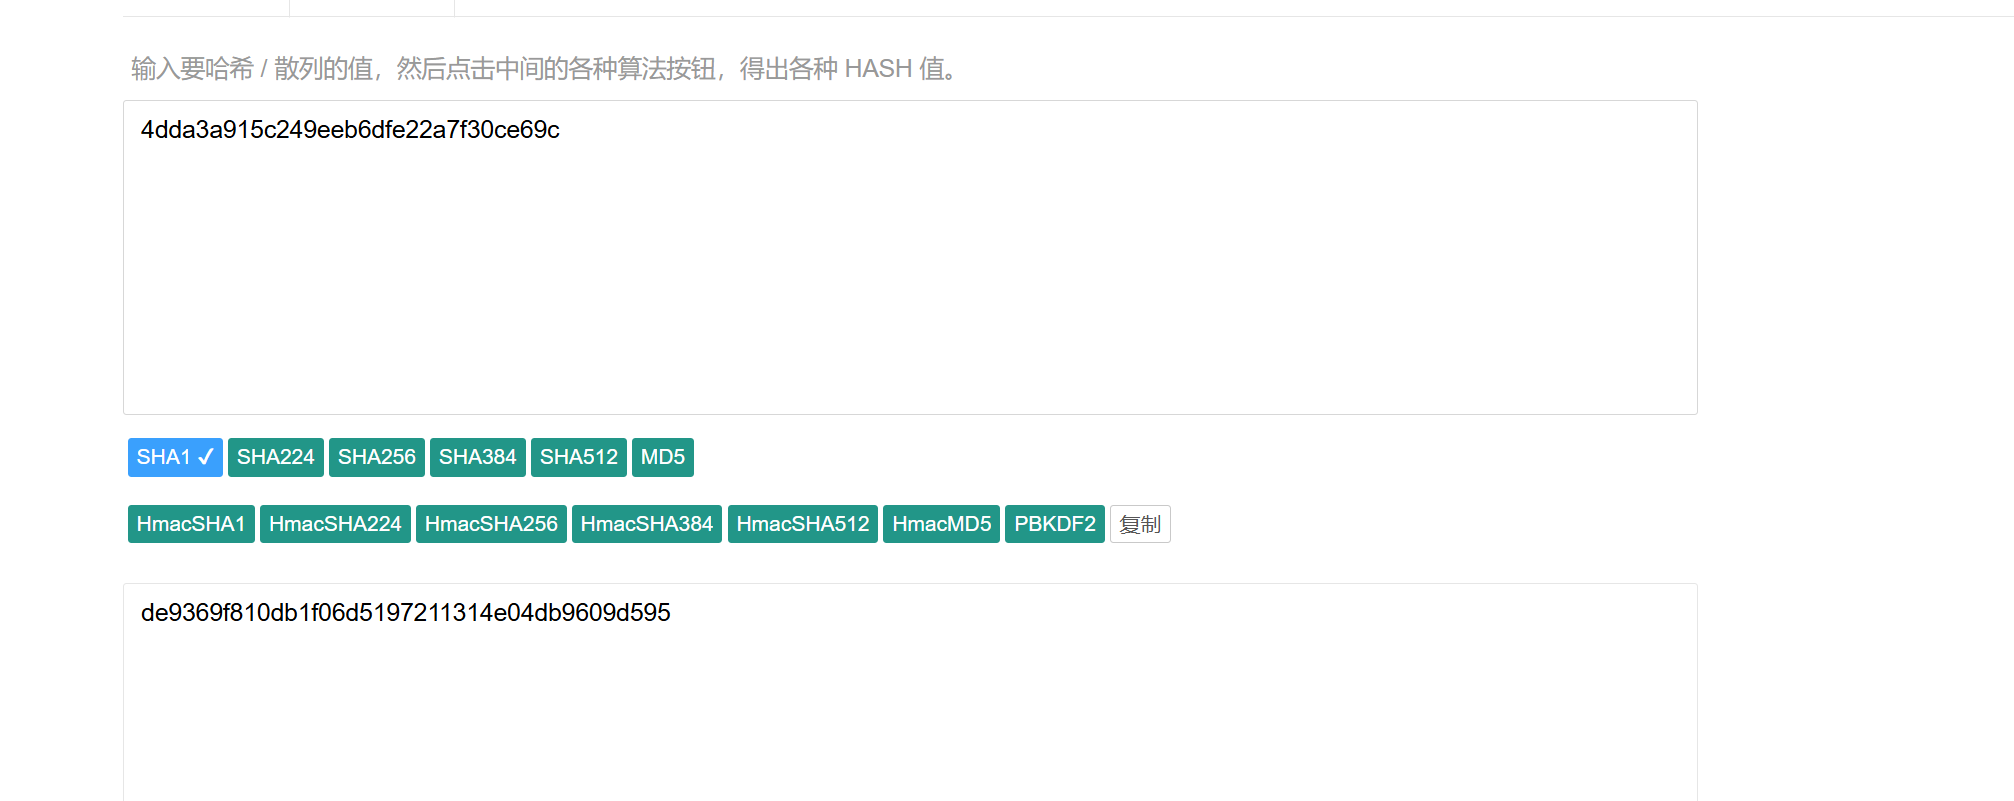 输入要哈希 / 散列的值，然后点击中间的各种算法按钮，得出各种 HASH 值。
4dda3a915c249eeb6dfe22a7f30ce69c
SHA1 ✓ SHA224 SHA256 SHA384 SHA512 MD5
HmacSHA1 HmacSHA224 HmacSHA256 HmacSHA384 HmacSHA512 HmacMD5 PBKDF2 复制
de9369f810db1f06d5197211314e04db9609d595